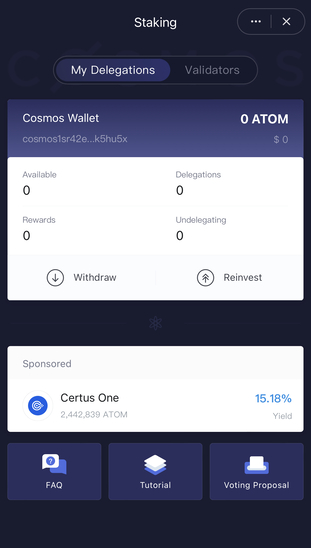 Staking
COSMOS
My Delegations Validators
Cosmos Wallet 0 ATOM
cosmos1sr42e...k5hu5x $ 0
Available Delegations
0 0
Rewards Undelegating
0 0
Withdraw Reinvest
Sponsored
Certus One 15.18%
2,442,839 ATOM Yield
FAQ Tutorial Voting Proposal